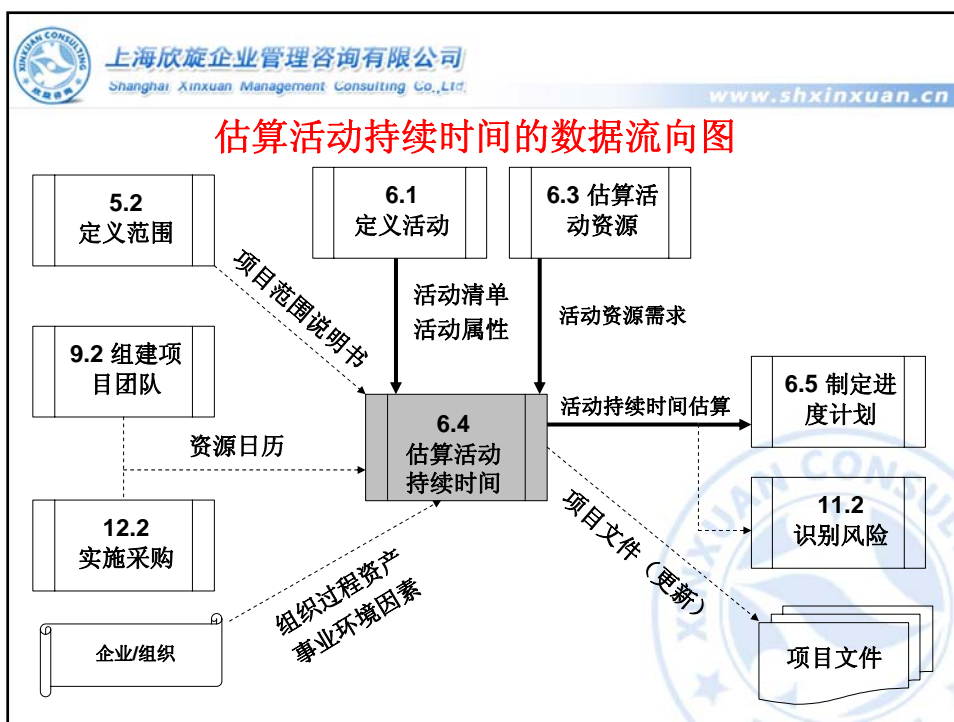 XINXUAN CONSULTING
欣旋咨询
上海欣旋企业管理咨询有限公司
Shanghai Xinxuan Management Consulting Co.,Ltd.
www.shxinxuan.cn
估算活动持续时间的数据流向图
5.2
定义范围
6.1
定义活动
6.3 估算活
动资源
项目范围说明书
活动清单
活动属性
活动资源需求
9.2 组建项
目团队
6.4
估算活动
持续时间
活动持续时间估算
6.5 制定进
度计划
资源日历
12.2
实施采购
项目文件（更新）
11.2
识别风险
组织过程资产
事业环境因素
企业/组织
项目文件
XINXUAN CONSU